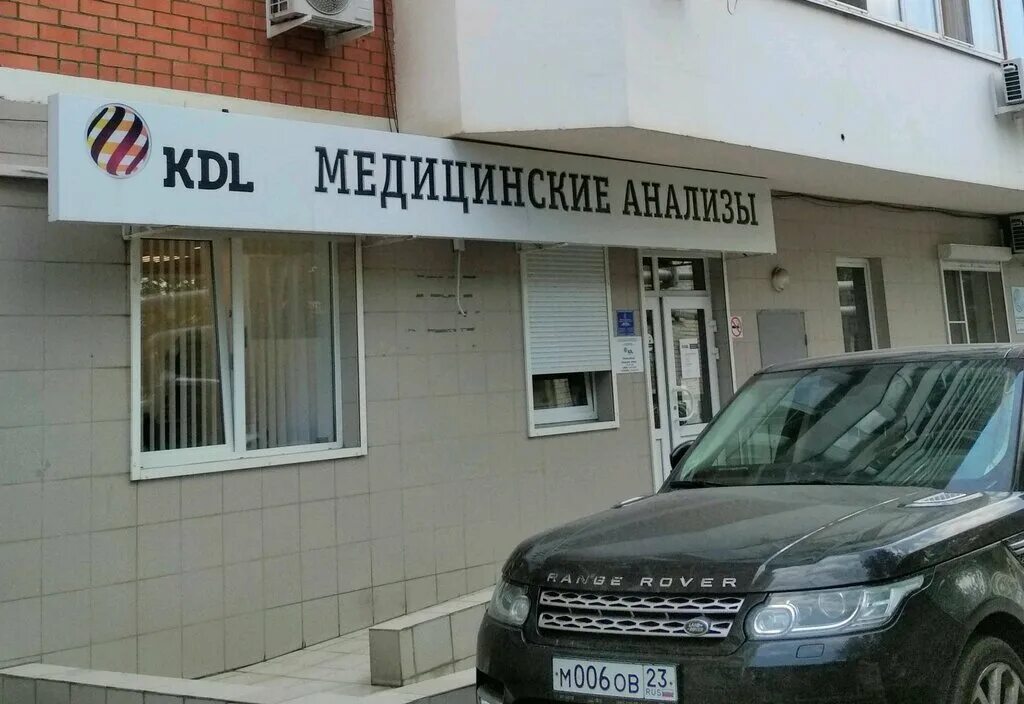 KDL МЕДИЦИНСКИЕ АНАЛИЗЫ
RANGE ROVER
М006ОВ 23
RUS